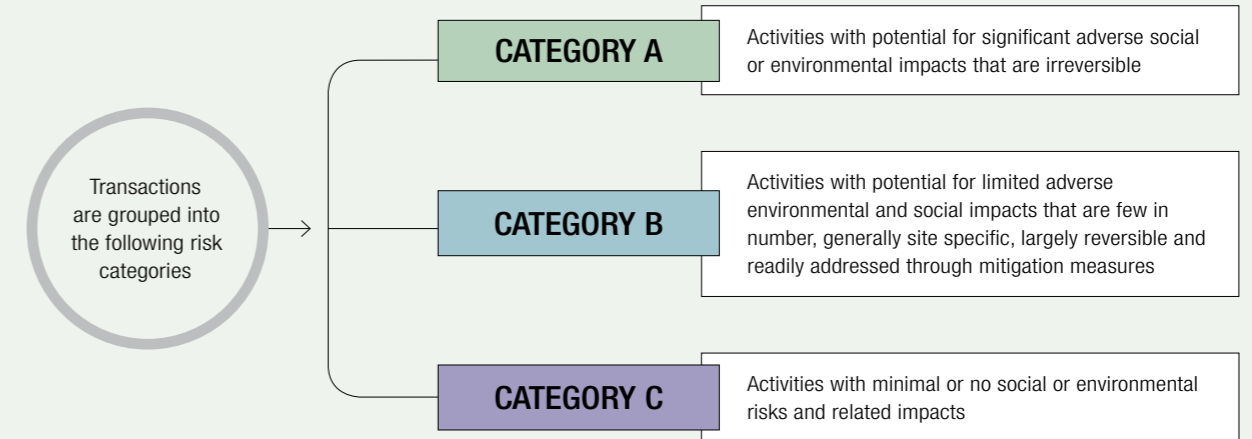 Transactions
are grouped into
the following risk
categories
CATEGORY A
Activities with potential for significant adverse social
or environmental impacts that are irreversible
CATEGORY B
Activities with potential for limited adverse
environmental and social impacts that are few in
number, generally site specific, largely reversible and
readily addressed through mitigation measures
CATEGORY C
Activities with minimal or no social or environmental
risks and related impacts